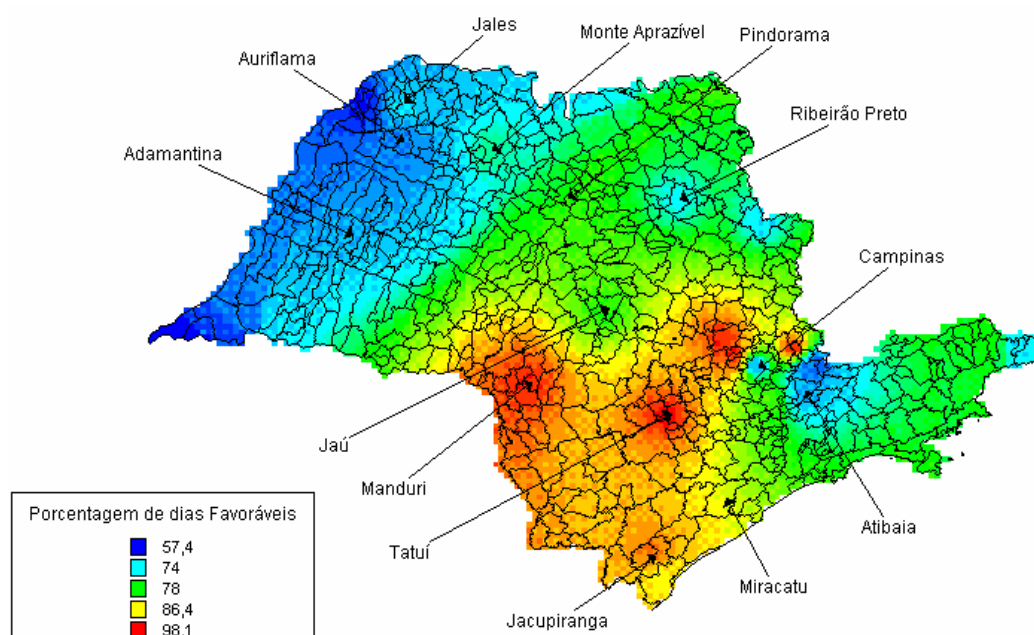 Jales
Monte Aprazível
Pindorama
Auriflama
Ribeirão Preto
Adamantina
Campinas
Jaú
Manduri
Atibaia
Tatuí
Miracatu
Jacupiranga
Porcentagem de dias Favoráveis
57,4
74
78
86,4
98,1